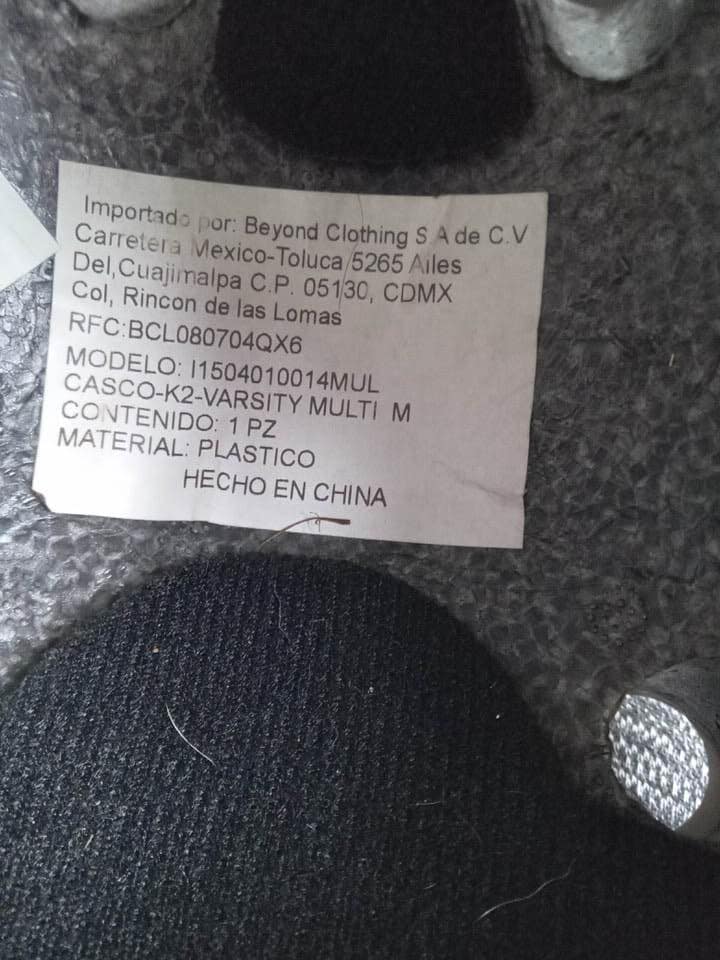 Importado por: Beyond Clothing S.A de C.V
Carretera Mexico-Toluca 5265 Ailes
Del,Cuajimalpa C.P. 05130, CDMX
Col, Rincon de las Lomas
RFC:BCL080704QX6
MODELO: I1504010014MUL
CASCO-K2-VARSITY MULTI M
CONTENIDO: 1 PZ
MATERIAL: PLASTICO
HECHO EN CHINA